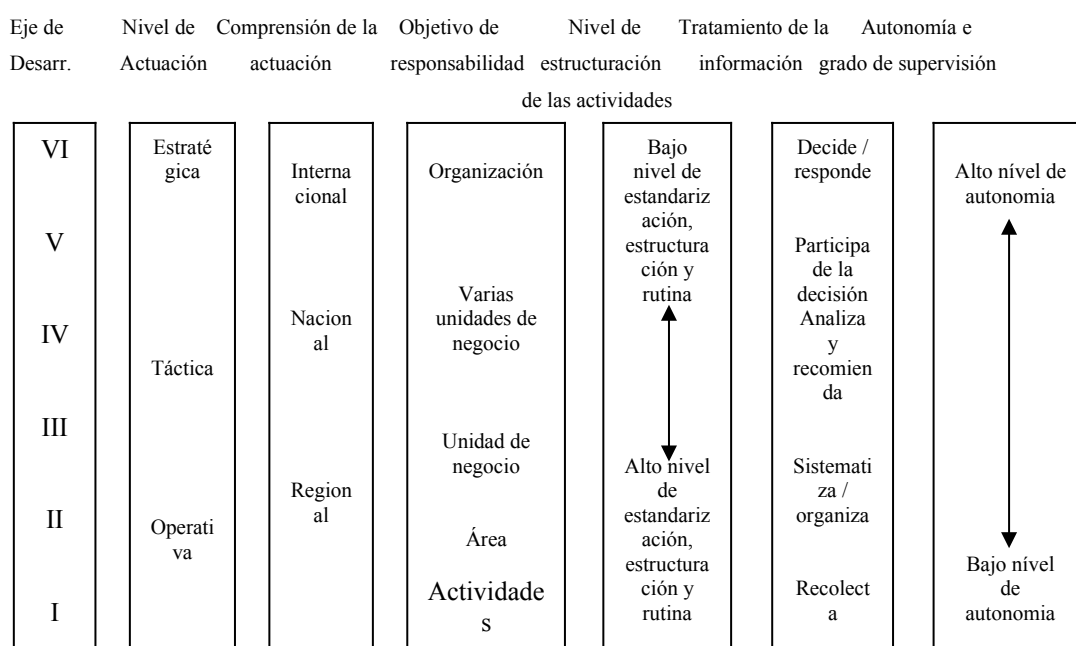 Eje de Nivel de Comprensión de la Objetivo de Nivel de Tratamiento de la Autonomía e
Desarr. Actuación actuación responsabilidad estructuración información grado de supervisión
de las actividades
VI
V
IV
III
II
I
Estraté
gica
Táctica
Operati
va
Interna
cional
Nacion
al
Region
al
Organización
Varias
unidades de
negocio
Unidad de
negocio
Área
Actividade
s
Bajo
nivel de
estandariz
ación,
estructura
ción y
rutina
Alto nivel
de
estandariz
ación,
estructura
ción y
rutina
Decide /
responde
Participa
de la
decisión
Analiza
y
recomien
da
Sistemati
za /
organiza
Recolect
a
Alto nível de
autonomia
Bajo nível
de
autonomia